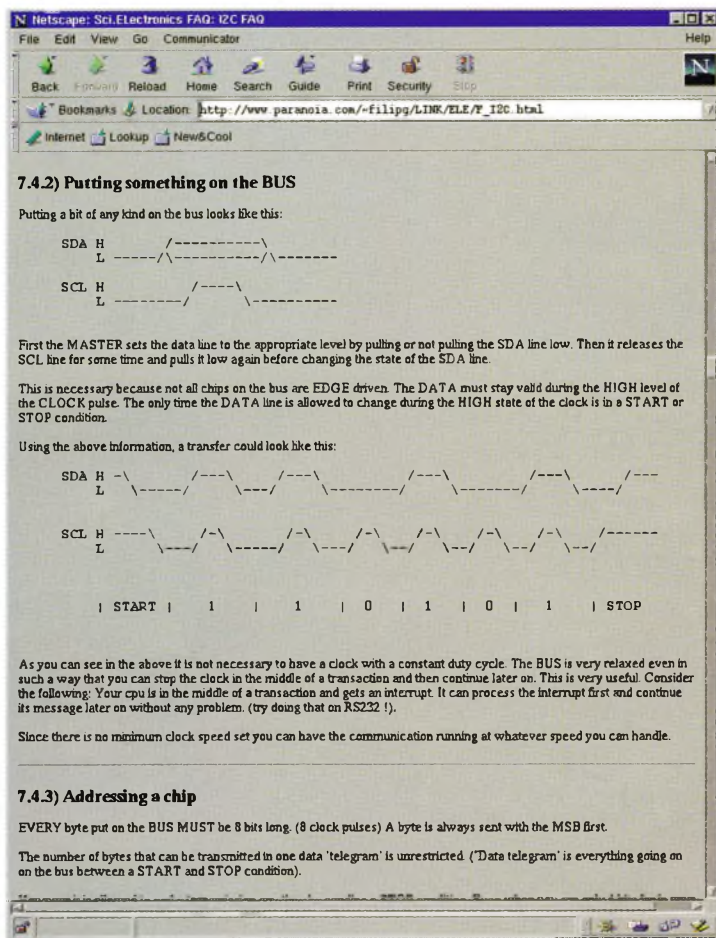 Netscape: Sci.ELectronics FAQ: I2C FAQ
File Edit View Go Communicator Help
Back Forward Reload Home Search Guide Print Security Stop
Bookmarks Location: http://www.paranoia.com/~filipg/LINK/ELE/F_I2C.html
Internet Lookup New&Cool
7.4.2) Putting something on the BUS
Putting a bit of any kind on the bus looks like this:
SDA H /-----------\
L -----/\-----------/\-------
SCL H /----\
L --------/ \----------
First the MASTER sets the data line to the appropriate level by pulling or not pulling the SDA line low. Then it releases the
SCL line for some time and pulls it low again before changing the state of the SDA line.
This is necessary because not all chips on the bus are EDGE driven. The DATA must stay valid during the HIGH level of
the CLOCK pulse. The only time the DATA line is allowed to change during the HIGH state of the clock is in a START or
STOP condition.
Using the above information, a transfer could look like this:
SDA H -\ /---\ /---\ /---\ /---\ /---
L \-----/ \---/ \--------/ \-------/ \----/
SCL H ----\ /-\ /-\ /-\ /-\ /-\ /-\ /------
L \---/ \-----/ \---/ \--/ \--/ \--/ \--/
| START | 1 | 1 | 0 | 1 | 0 | 1 | STOP
As you can see in the above it is not necessary to have a clock with a constant duty cycle. The BUS is very relaxed even in
such a way that you can stop the clock in the middle of a transaction and then continue later on. This is very useful. Consider
the following: Your cpu is in the middle of a transaction and gets an interrupt. It can process the interrupt first and continue
its message later on without any problem. (try doing that on RS232 !).
Since there is no minimum clock speed set you can have the communication running at whatever speed you can handle.
7.4.3) Addressing a chip
EVERY byte put on the BUS MUST be 8 bits long. (8 clock pulses) A byte is always sent with the MSB first.
The number of bytes that can be transmitted in one data 'telegram' is unrestricted. ('Data telegram' is everything going on
on the bus between a START and STOP condition).